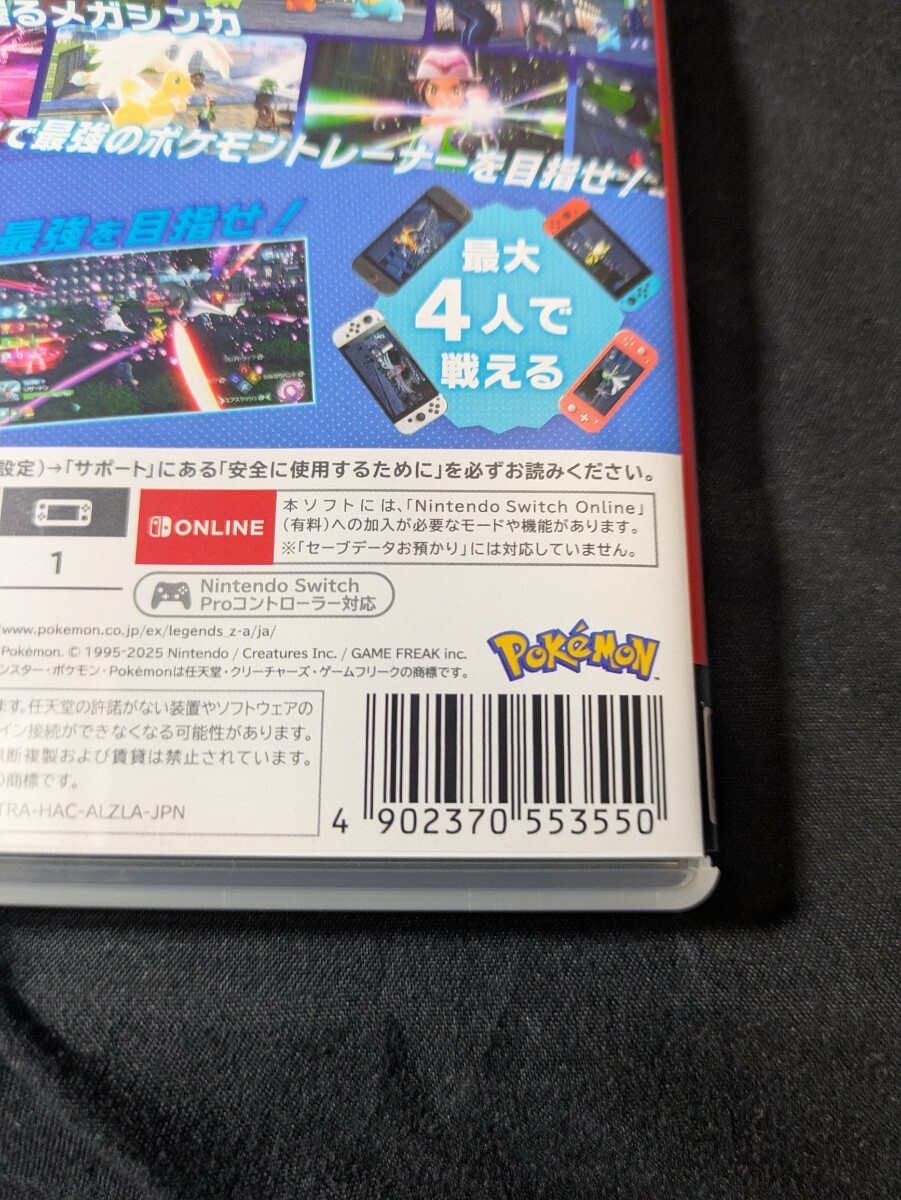 るメガシンカ
で最強のポケモントレーナーを目指せ！
最強を目指せ！
最大
4人で
戦える
設定)→「サポート」にある「安全に使用するために」を必ずお読みください。
ONLINE
本ソフトには、「Nintendo Switch Online」
(有料)への加入が必要なモードや機能があります。
※「セーブデータお預かり」には対応していません。
1
Nintendo Switch
Proコントローラー対応
/www.pokemon.co.jp/ex/legends_z-a/ja/
Pokémon. © 1995-2025 Nintendo / Creatures Inc. / GAME FREAK inc.
ンスター・ポケモン・Pokémonは任天堂・クリーチャーズ・ゲームフリークの商標です。
POKéMON
™
ます。任天堂の許諾がない装置やソフトウェアの
イン接続ができなくなる可能性があります。
断複製および賃貸は禁止されています。
の商標です。
TRA-HAC-ALZLA-JPN
4 902370 553550